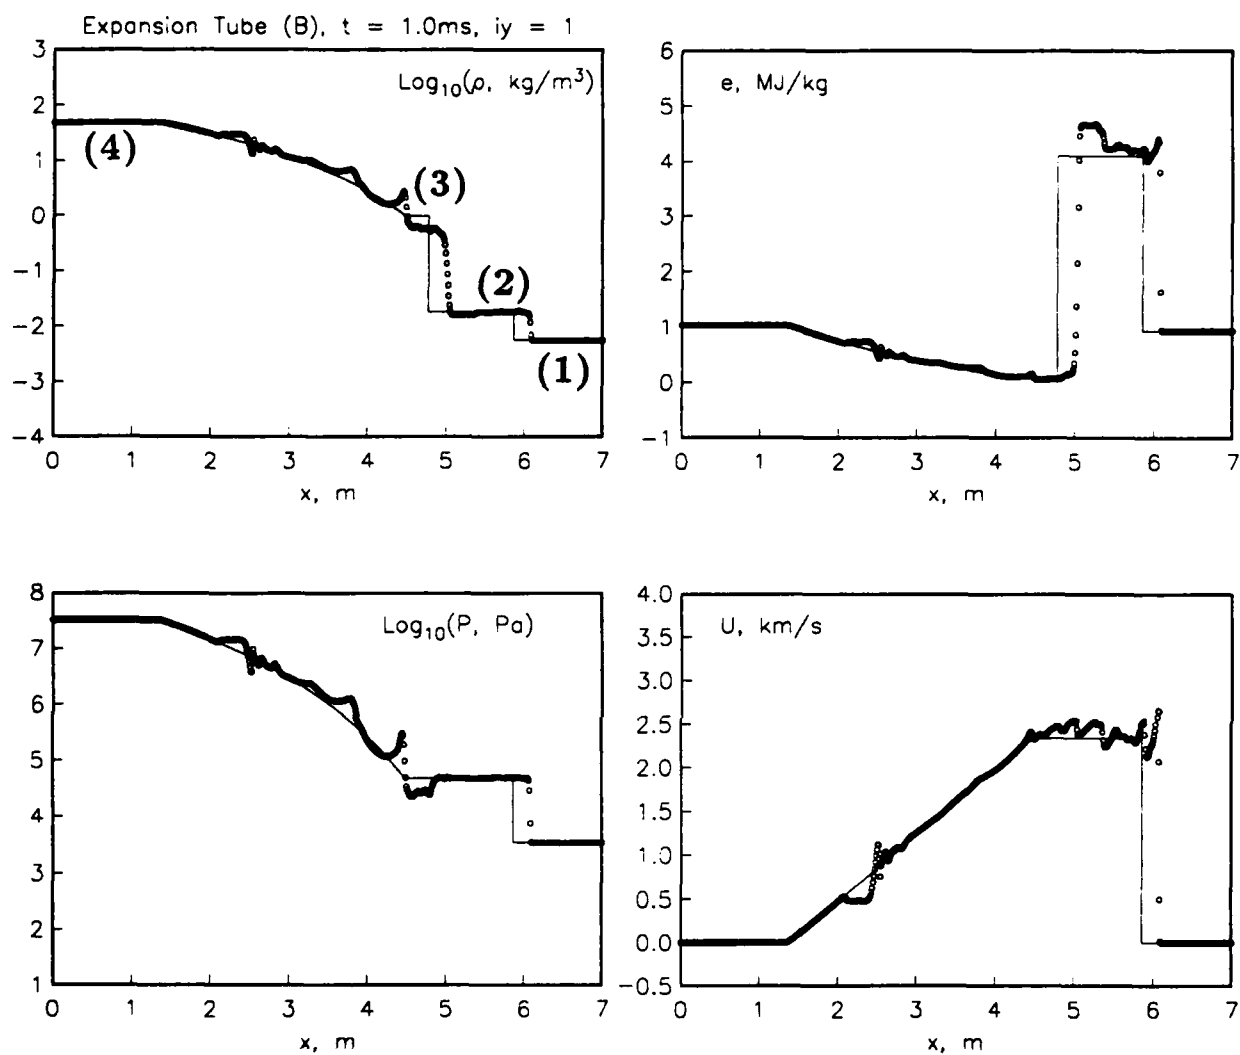 Expansion Tube (B), t = 1.0ms, iy = 1
3
2
1
0
−1
−2
−3
−4
Log10(ρ, kg/m³)
(4)
(3)
(2)
(1)
0 1 2 3 4 5 6 7
x, m
6
5
4
3
2
1
0
−1
e, MJ/kg
0 1 2 3 4 5 6 7
x, m
8
7
6
5
4
3
2
1
Log10(P, Pa)
0 1 2 3 4 5 6 7
x, m
4.0
3.5
3.0
2.5
2.0
1.5
1.0
0.5
0.0
−0.5
U, km/s
0 1 2 3 4 5 6 7
x, m